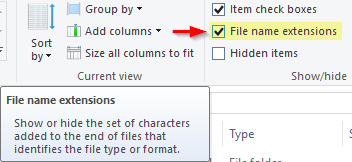 Group by
Item check boxes
Sort by
Add columns
File name extensions
Size all columns to fit
Hidden items
Current view
Show/hide
File name extensions
Show or hide the set of characters
added to the end of files that
identifies the file type or format.
Type
File folder